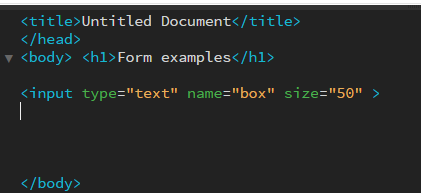 <title>Untitled Document</title>
</head>
<body> <h1>Form examples</h1>
<input type="text" name="box" size="50" >
</body>